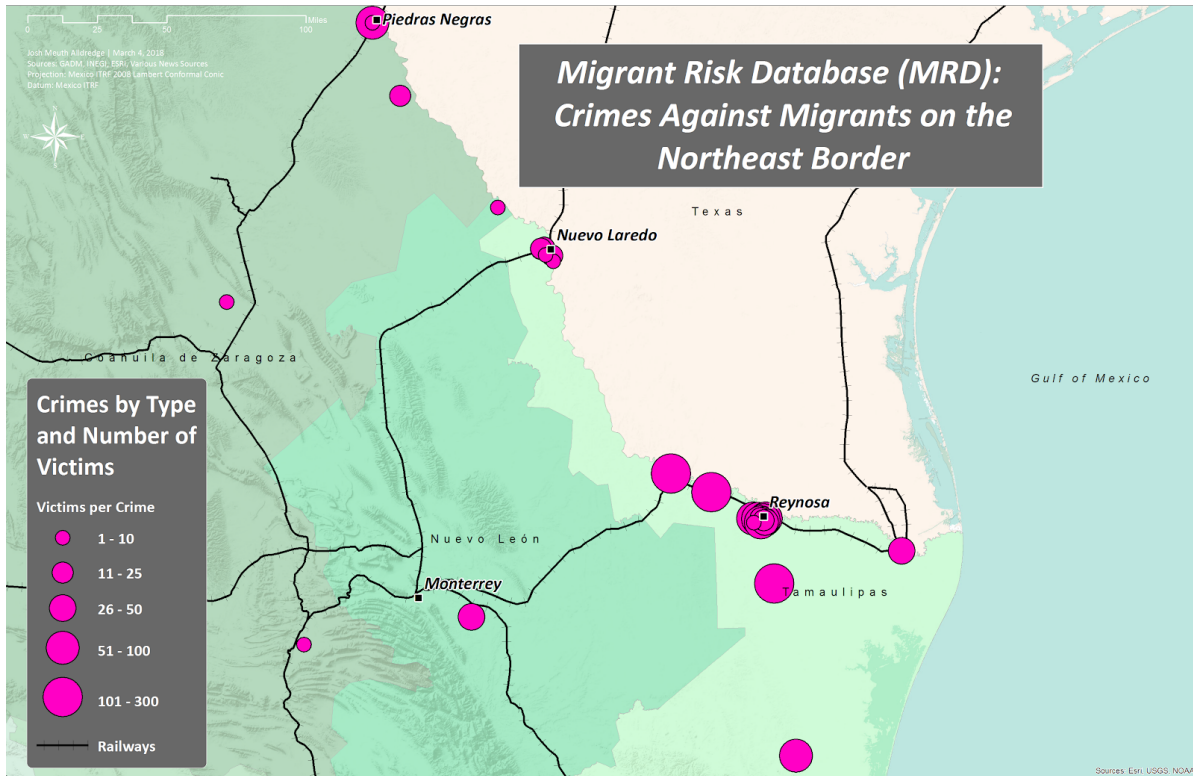 Piedras Negras
0 25 50 100 Miles
Josh Meuth Alldredge | March 4, 2018
Sources: GADM, INEGI, ESRI, Various News Sources
Projection: Mexico ITRF 2008 Lambert Conformal Conic
Datum: Mexico ITRF
Migrant Risk Database (MRD):
Crimes Against Migrants on the
Northeast Border
Texas
Nuevo Laredo
Coahuila de Zaragoza
Gulf of Mexico
Crimes by Type
and Number of
Victims
Victims per Crime
1 - 10
11 - 25
26 - 50
51 - 100
101 - 300
Railways
Reynosa
Nuevo León
Monterrey
Tamaulipas
Sources: Esri, USGS, NOAA